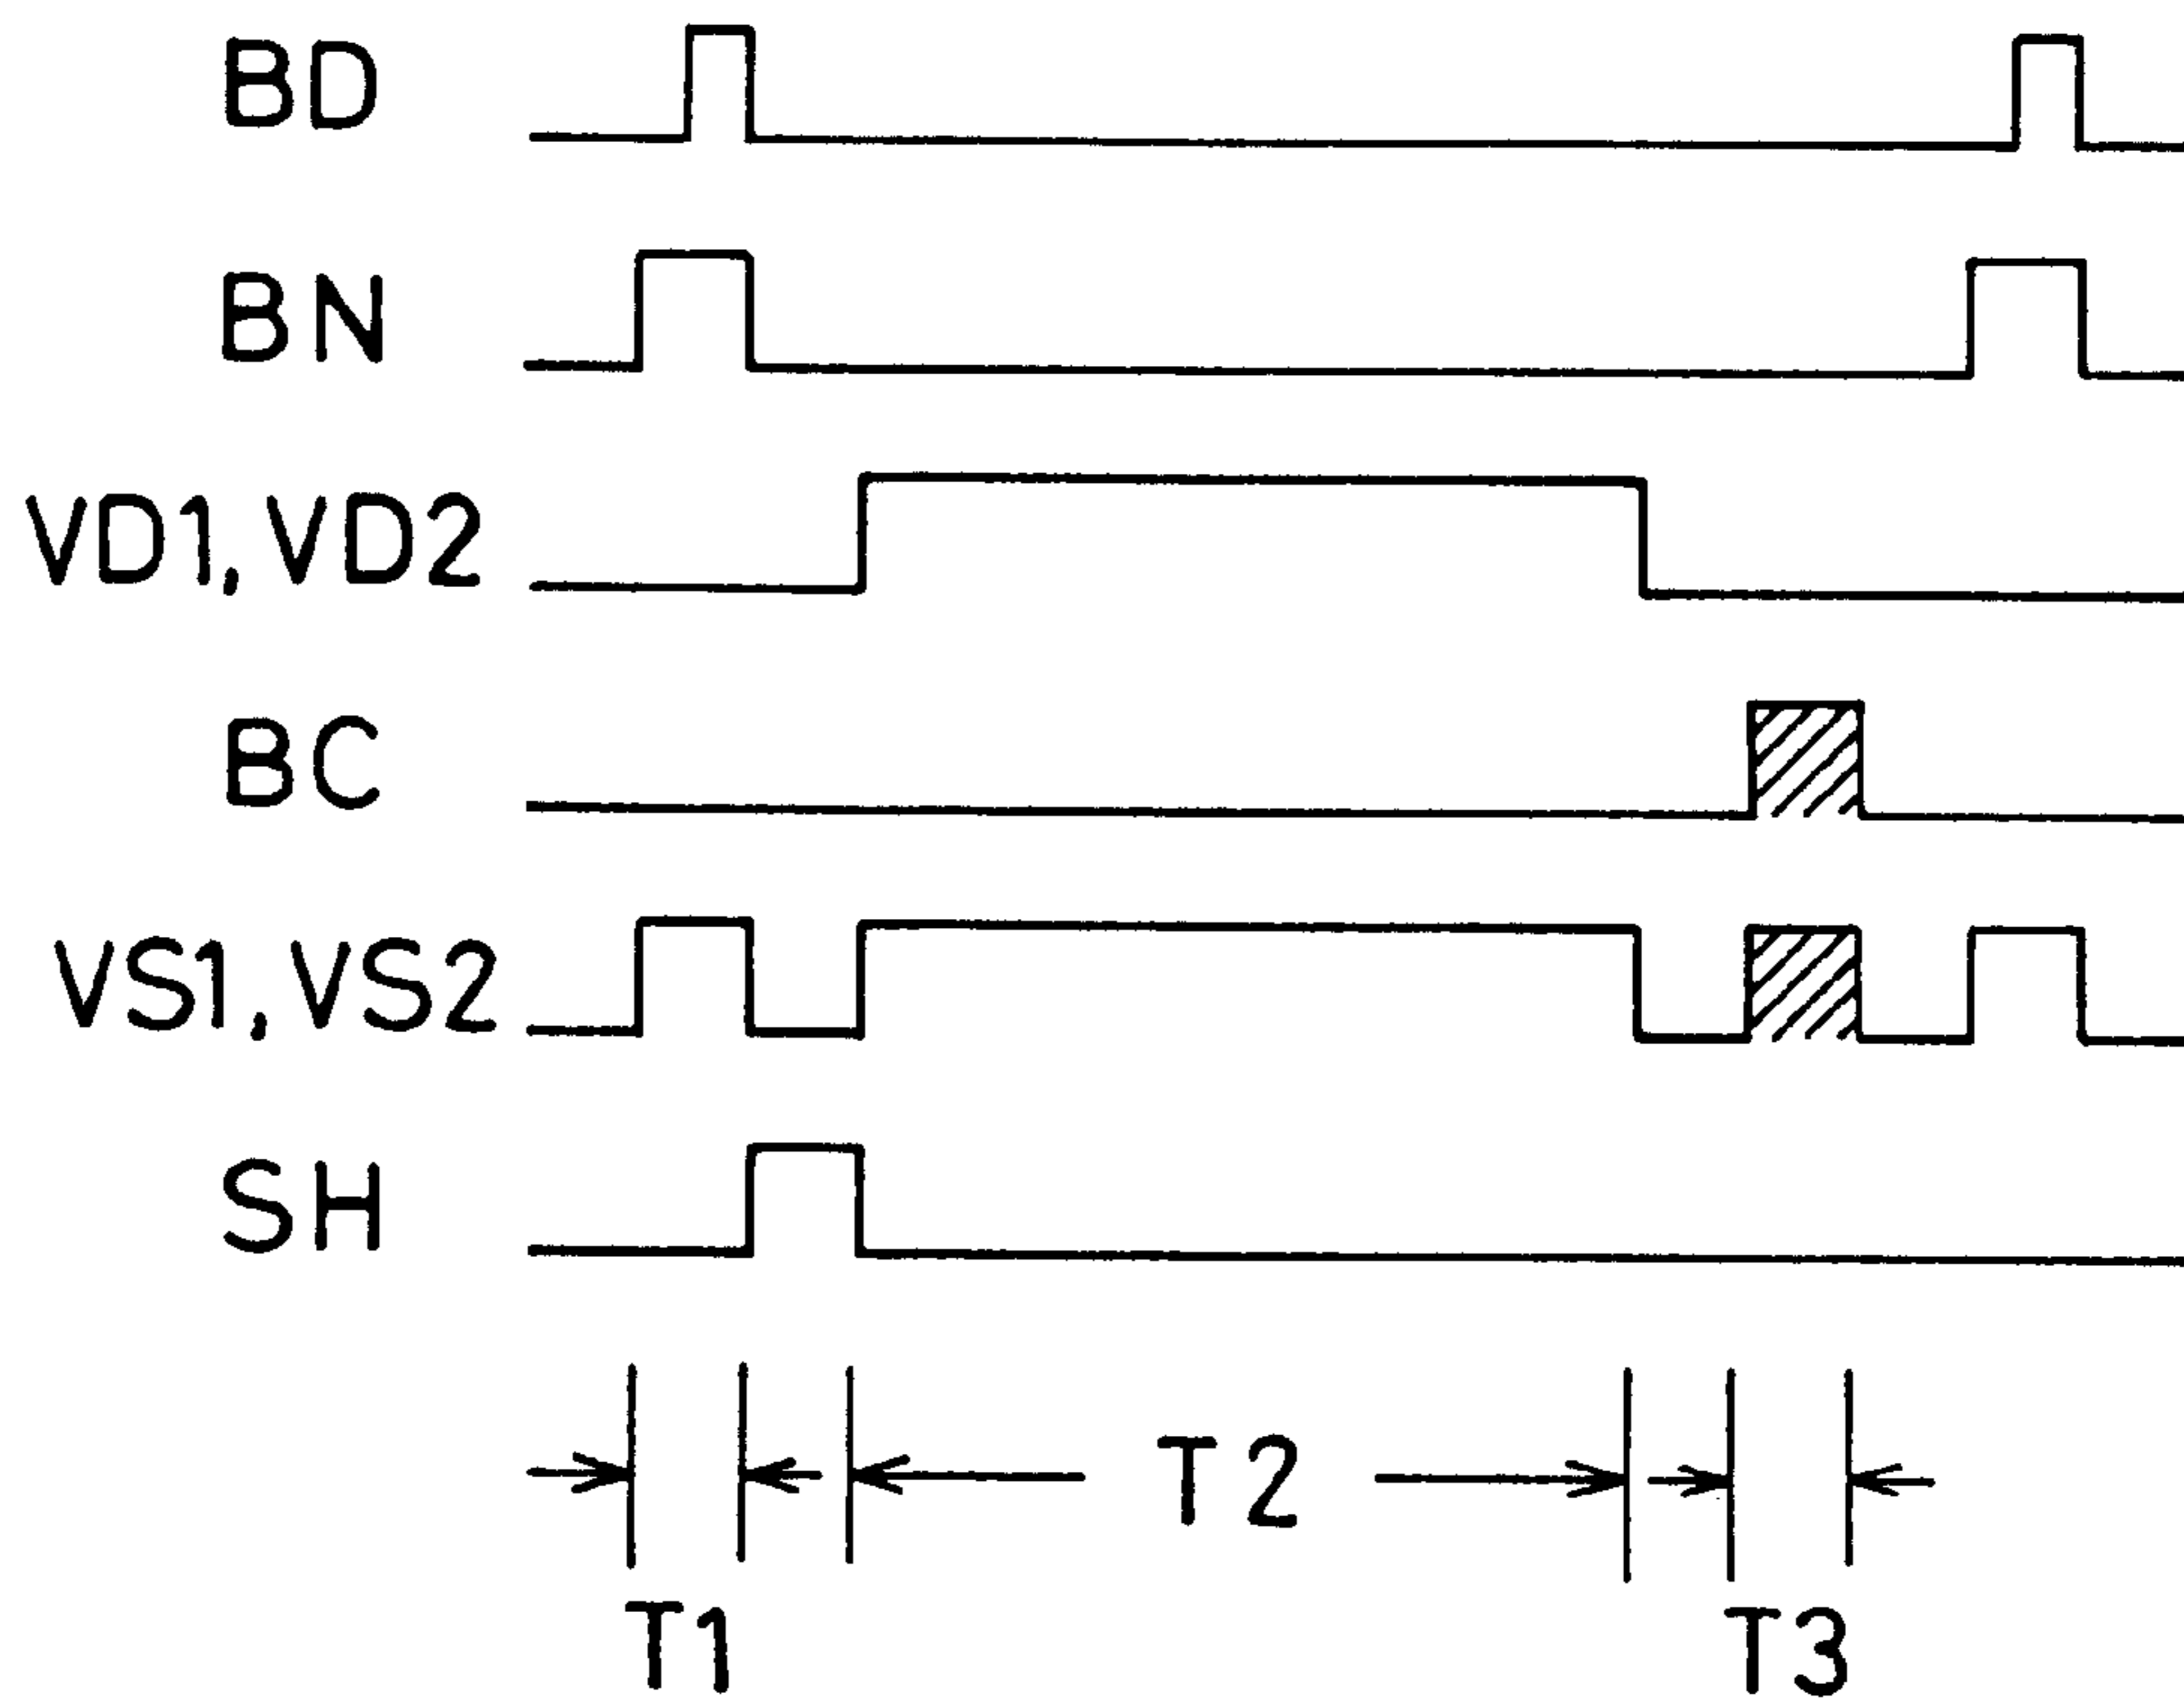 BD
BN
VD1,VD2
BC
VS1,VS2
SH
T2
T1 T3